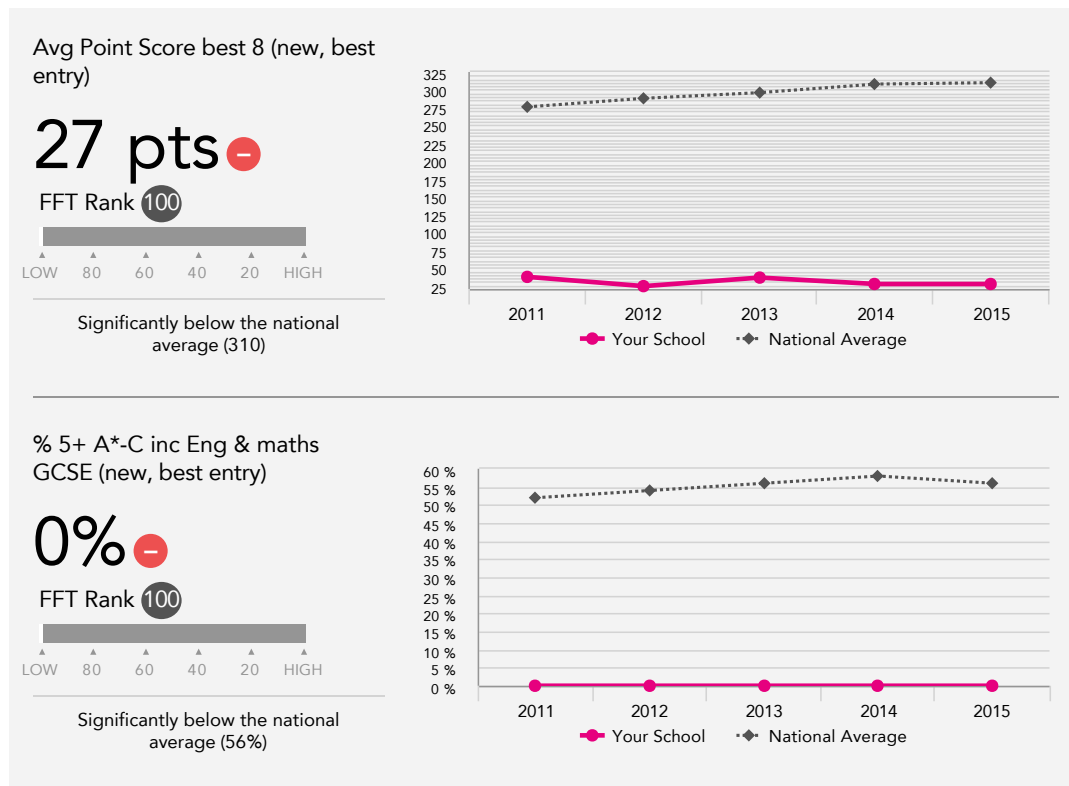 Avg Point Score best 8 (new, best
entry)
27 pts –
FFT Rank 100
LOW 80 60 40 20 HIGH
Significantly below the national
average (310)
325
300
275
250
225
200
175
150
125
100
75
50
25
2011 2012 2013 2014 2015
Your School National Average
% 5+ A*-C inc Eng & maths
GCSE (new, best entry)
0% –
FFT Rank 100
LOW 80 60 40 20 HIGH
Significantly below the national
average (56%)
60 %
55 %
50 %
45 %
40 %
35 %
30 %
25 %
20 %
15 %
10 %
5 %
0 %
2011 2012 2013 2014 2015
Your School National Average